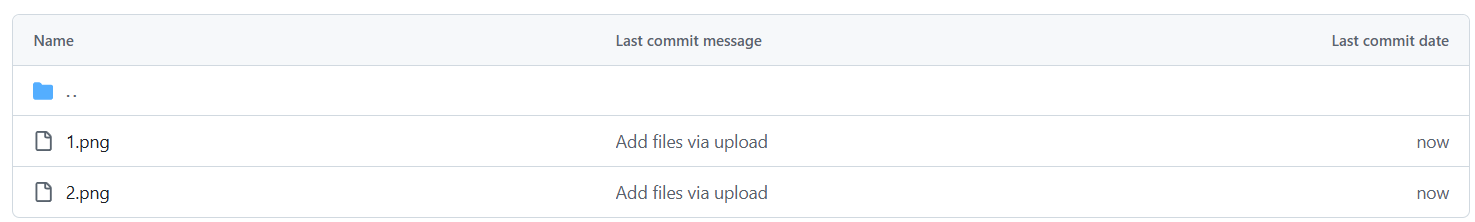 Name Last commit message Last commit date
..
1.png Add files via upload now
2.png Add files via upload now